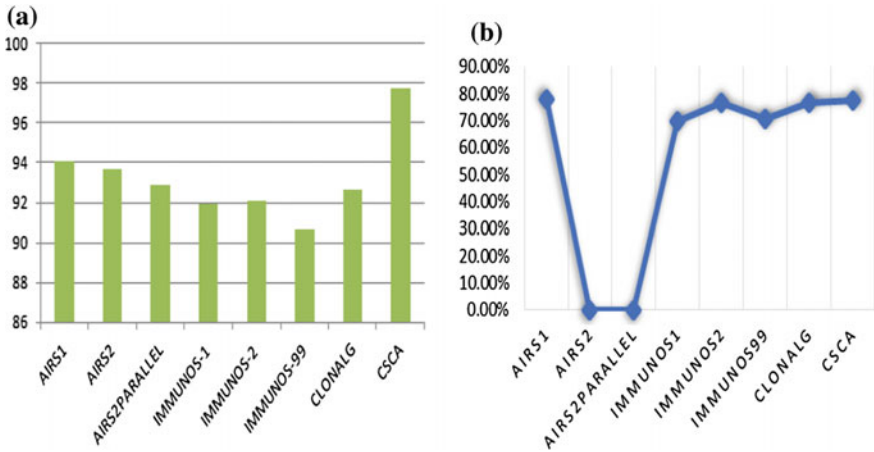 (a)
100
98
96
94
92
90
88
86
AIRS1
AIRS2
AIRS2PARALLEL
IMMUNOS-1
IMMUNOS-2
IMMUNOS-99
CLONALG
CSCA
(b)
90.00%
80.00%
70.00%
60.00%
50.00%
40.00%
30.00%
20.00%
10.00%
0.00%
AIRS1
AIRS2
AIRS2PARALLEL
IMMUNOS1
IMMUNOS2
IMMUNOS99
CLONALG
CSCA